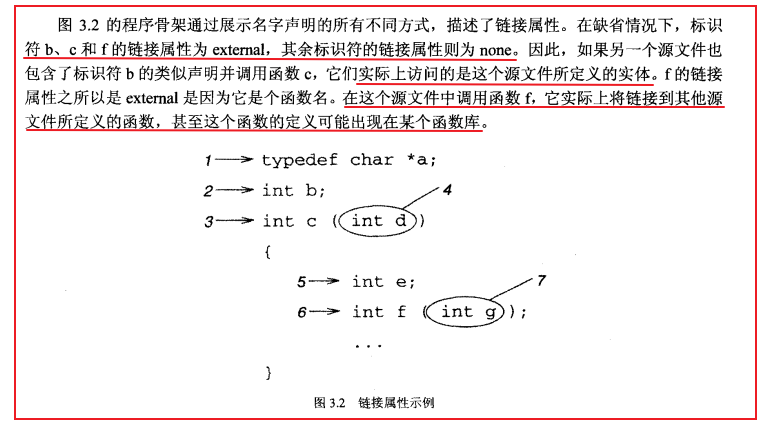 图 3.2 的程序骨架通过展示名字声明的所有不同方式，描述了链接属性。在缺省情况下，标识
符 b、c 和 f 的链接属性为 external，其余标识符的链接属性则为 none。因此，如果另一个源文件也
包含了标识符 b 的类似声明并调用函数 c，它们实际上访问的是这个源文件所定义的实体。f 的链接
属性之所以是 external 是因为它是个函数名。在这个源文件中调用函数 f，它实际上将链接到其他源
文件所定义的函数，甚至这个函数的定义可能出现在某个函数库。
1 typedef char *a;
2 int b; 4
3 int c (int d)
{
5 int e; 7
6 int f (int g);
...
}
图 3.2 链接属性示例